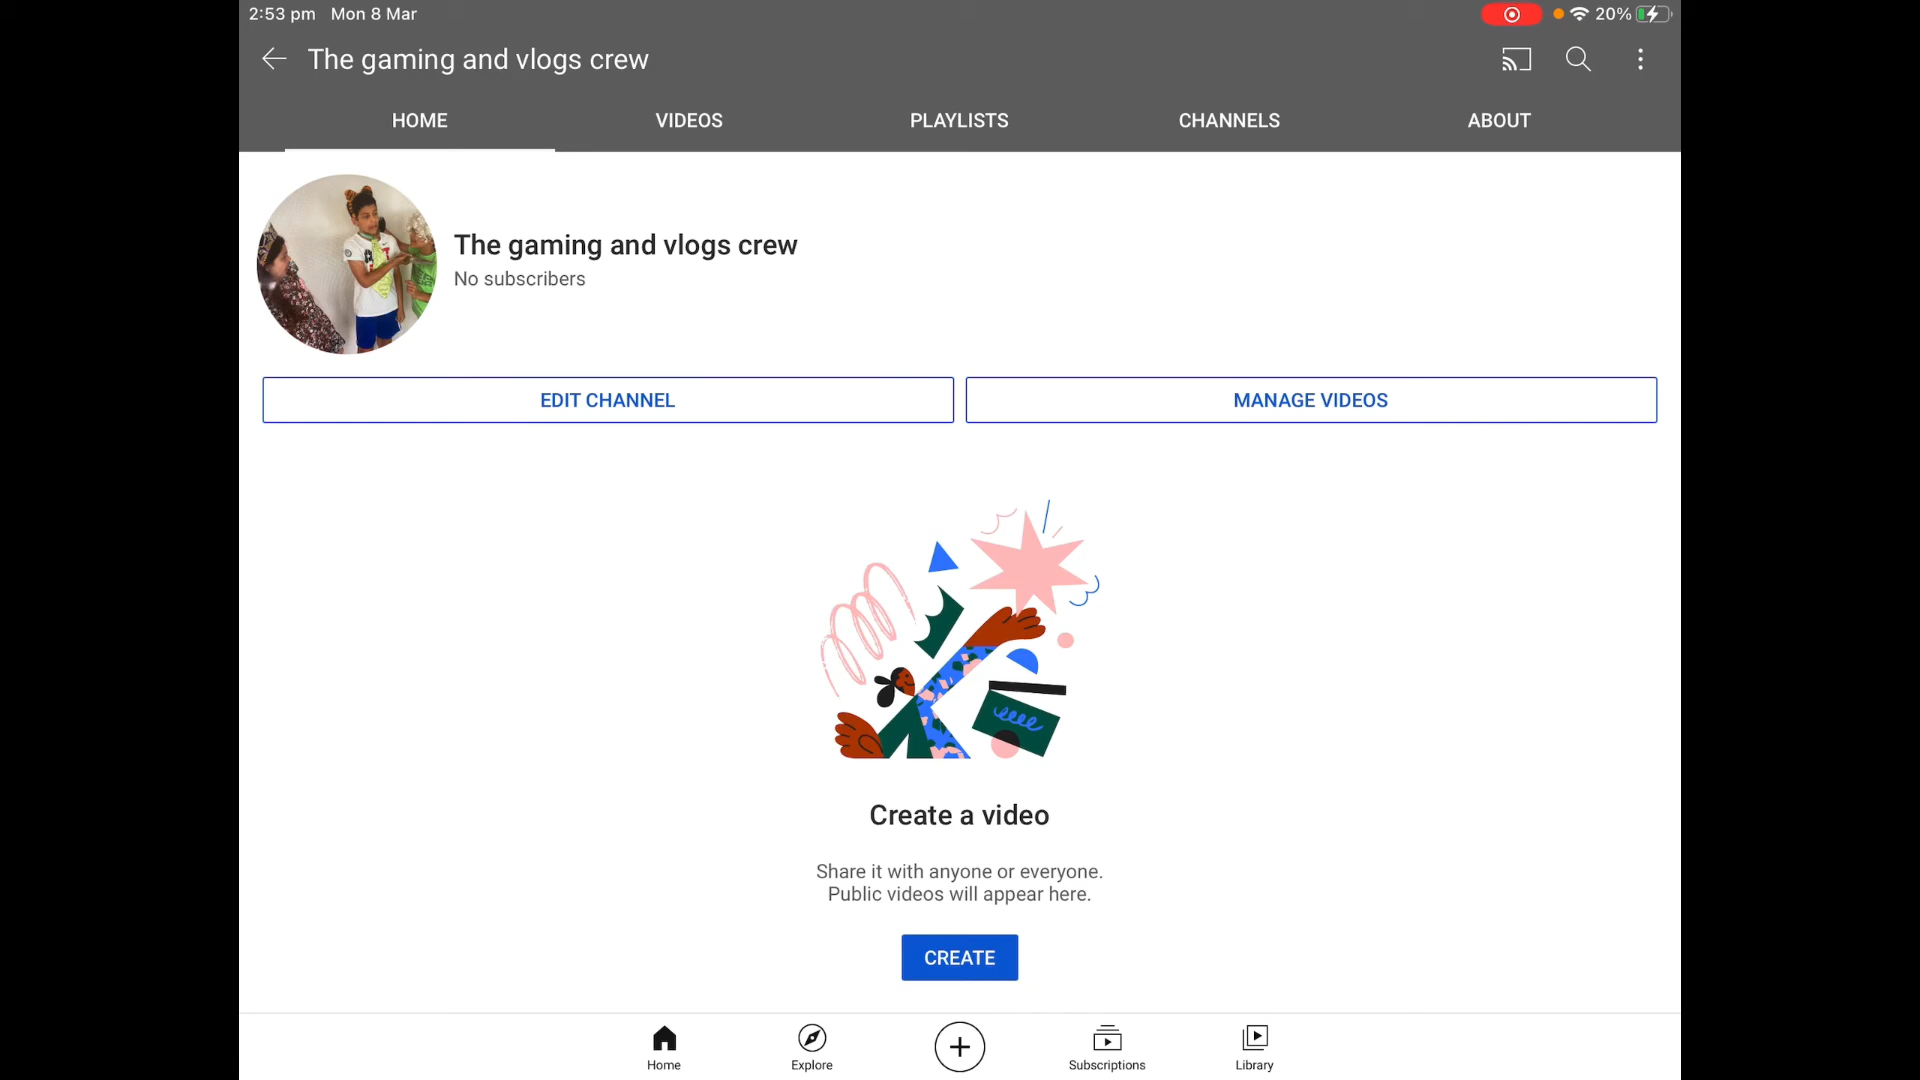 2:53 pm Mon 8 Mar
20%
The gaming and vlogs crew
HOME
VIDEOS
PLAYLISTS
CHANNELS
ABOUT
The gaming and vlogs crew
No subscribers
EDIT CHANNEL
MANAGE VIDEOS
Create a video
Share it with anyone or everyone.
Public videos will appear here.
CREATE
Home
Explore
Subscriptions
Library